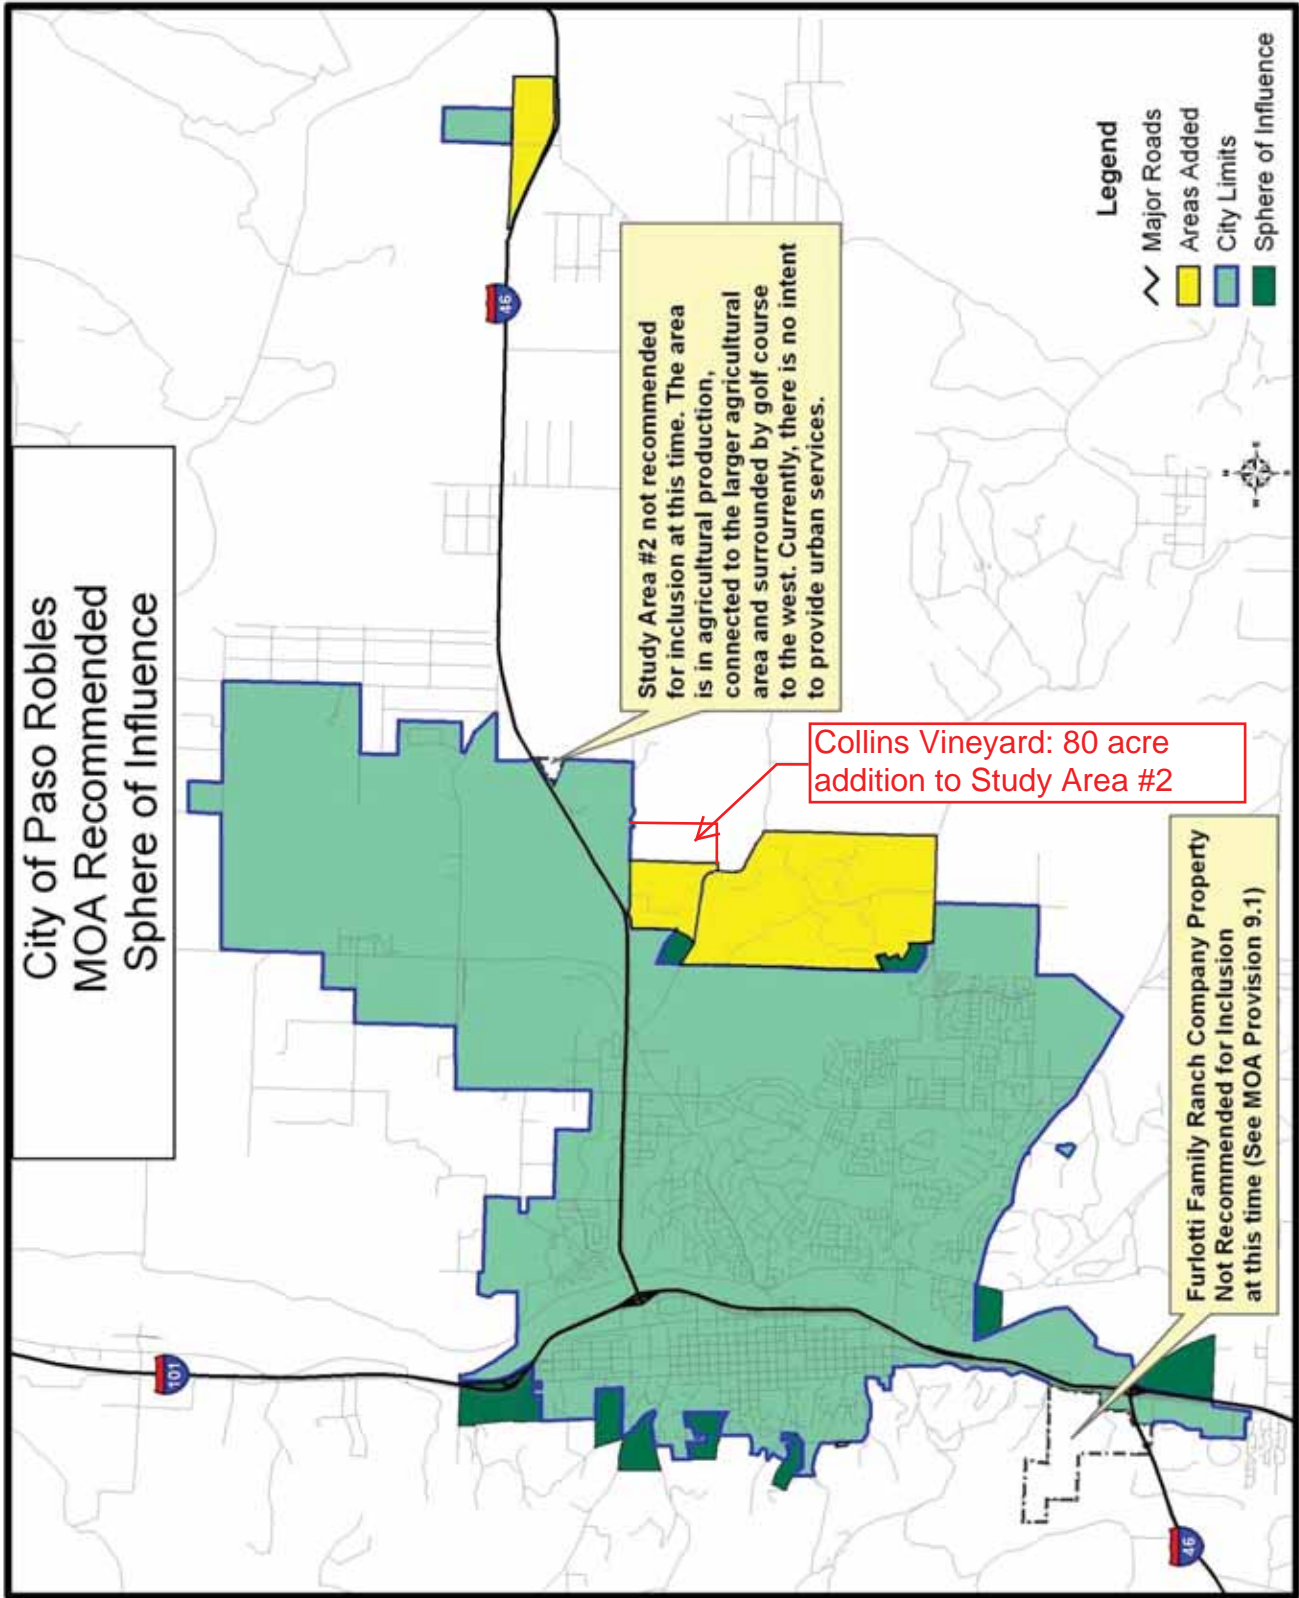 City of Paso Robles
MOA Recommended
Sphere of Influence
46
Study Area #2 not recommended
for inclusion at this time. The area
is in agricultural production,
connected to the larger agricultural
area and surrounded by golf course
to the west. Currently, there is no intent
to provide urban services.
Collins Vineyard: 80 acre
addition to Study Area #2
101
Furlotti Family Ranch Company Property
Not Recommended for Inclusion
at this time (See MOA Provision 9.1)
46
N
W
E
S
Legend
Major Roads
Areas Added
City Limits
Sphere of Influence